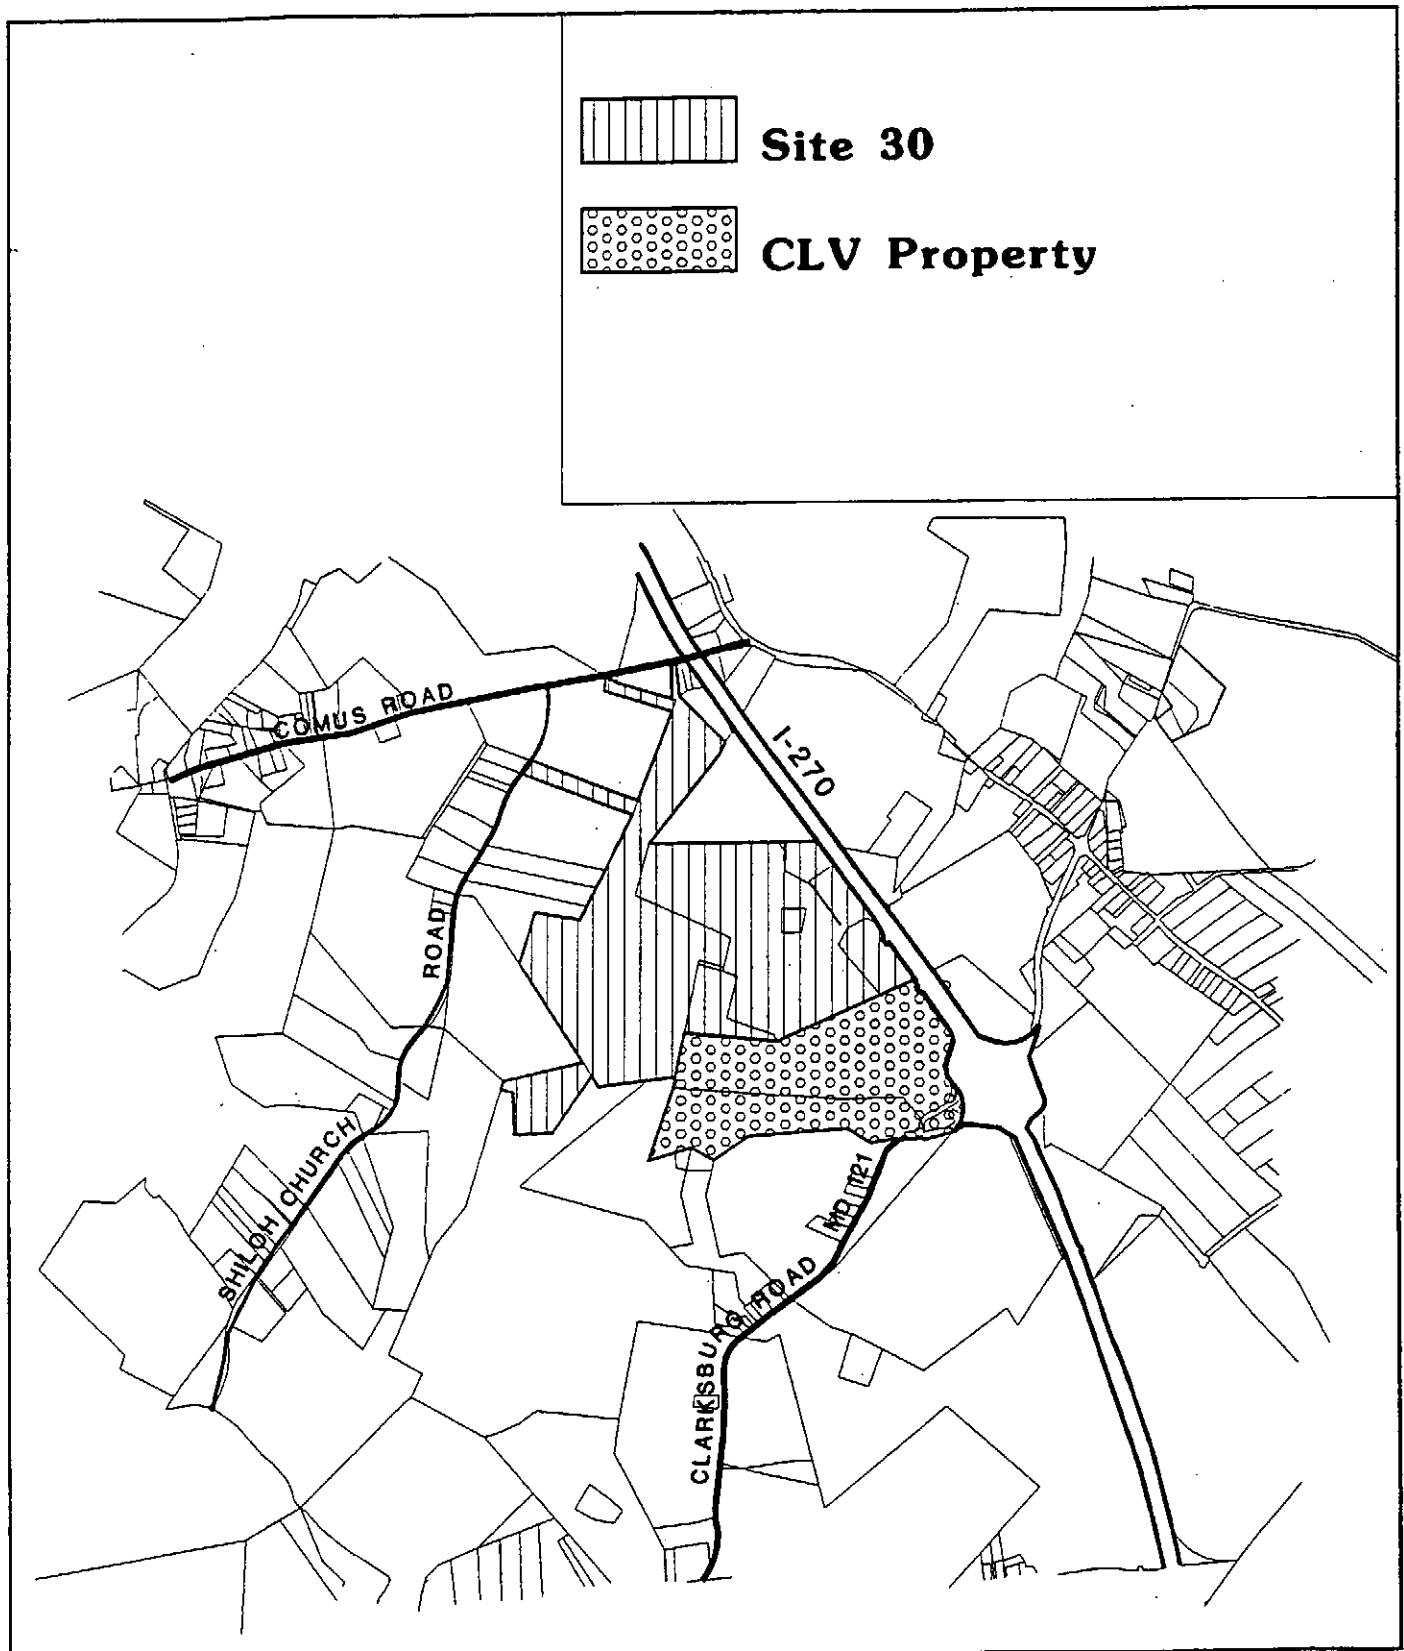 Site 30
CLV Property
COMUS ROAD
I-270
SHILOH CHURCH ROAD
MD 121
CLARKSBURG ROAD